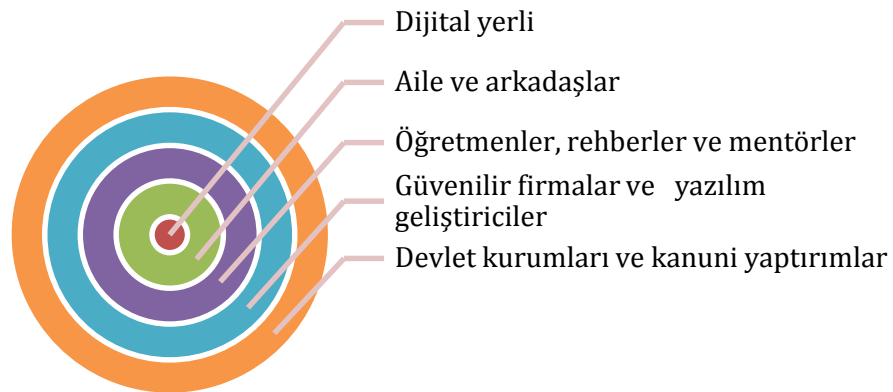 Dijital yerli
Aile ve arkadaşlar
Öğretmenler, rehberler ve mentörler
Güvenilir firmalar ve yazılım
geliştiriciler
Devlet kurumları ve kanuni yaptırımlar